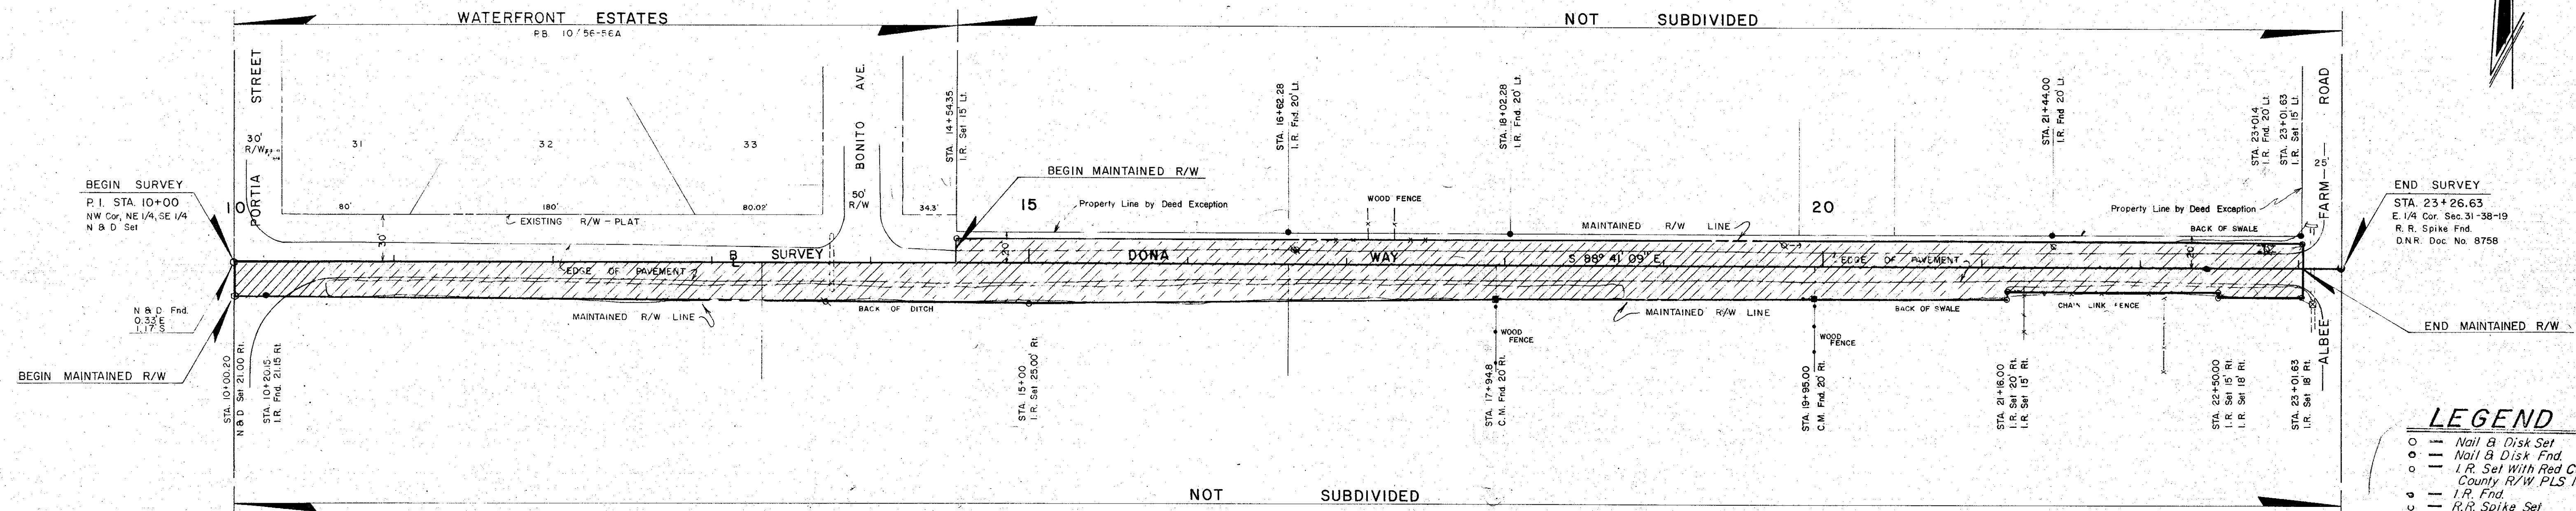 WATERFRONT ESTATES
P.B. 10 / 56-56A
NOT SUBDIVIDED
PORTIA STREET
30'
R/W
31
32
33
BONITO AVE.
50'
R/W
80'
180'
80.02'
34.3'
EXISTING R/W - PLAT
30'
STA. 14+54.35
I.R. Set 15' Lt.
BEGIN MAINTAINED R/W
STA. 16+62.28
I.R. Fnd. 20' Lt.
WOOD FENCE
STA. 18+02.28
I.R. Fnd. 20' Lt.
STA. 21+44.00
I.R. Fnd 20' Lt.
STA. 23+01.4
I.R. Fnd. 20' Lt.
STA. 23+01.63
I.R. Set 15' Lt.
25'
FARM ROAD
BEGIN SURVEY
P.I. STA. 10+00
NW Cor, NE 1/4, SE 1/4
N & D Set
10
15
20
Property Line by Deed Exception
MAINTAINED R/W LINE
Property Line by Deed Exception
BACK OF SWALE
END SURVEY
STA. 23+26.63
E. 1/4 Cor. Sec. 31-38-19
R. R. Spike Fnd.
D.N.R. Doc. No. 8758
EDGE OF PAVEMENT
B
L
SURVEY
20'
DONA WAY
S 88° 41' 09" E
EDGE OF PAVEMENT
20'
N & D Fnd.
0.33' E
1.17' S
MAINTAINED R/W LINE
BACK OF DITCH
MAINTAINED R/W LINE
BACK OF SWALE
CHAIN LINK FENCE
WOOD
FENCE
WOOD
FENCE
END MAINTAINED R/W
BEGIN MAINTAINED R/W
STA. 10+00.20
N & D Set 21.00 Rt.
STA. 10+20.15
I.R. Fnd. 21.15 Rt.
STA. 15+00
I.R. Set 25.00' Rt.
STA. 17+94.8
C.M. Fnd. 20' Rt.
STA. 19+95.00
C.M. Fnd. 20' Rt.
STA. 21+16.00
I.R. Set 20' Rt.
I.R. Set 15' Rt.
STA. 22+50.00
I.R. Set 15' Rt.
I.R. Set 18' Rt.
STA. 23+01.63
I.R. Set 18' Rt.
ALBEE
NOT SUBDIVIDED
LEGEND
Nail & Disk Set
Nail & Disk Fnd.
I.R. Set With Red C
County R/W PLS
I.R. Fnd.
R.R. Spike Set